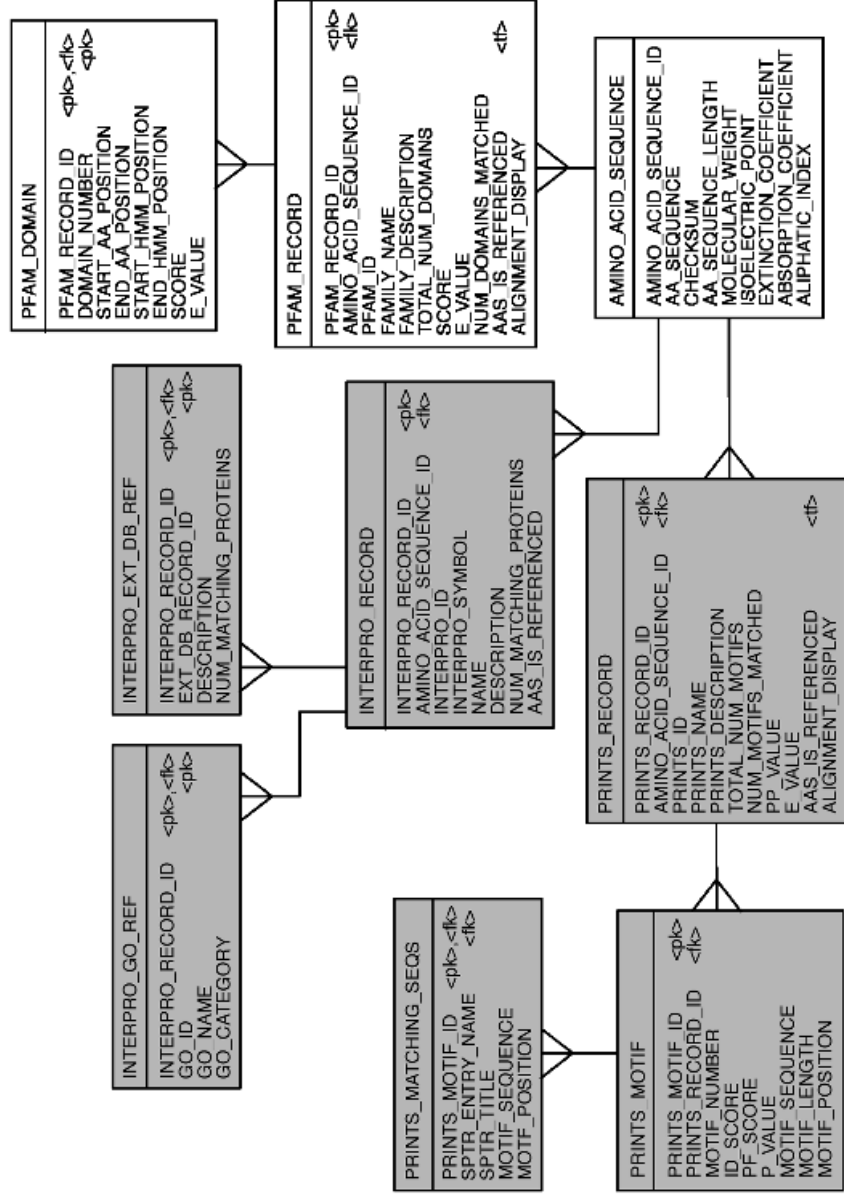 PFAM_DOMAIN
PFAM_RECORD_ID <pk>,<fk>
DOMAIN_NUMBER <pk>
START_AA_POSITION
END_AA_POSITION
START_HMM_POSITION
END_HMM_POSITION
SCORE
E_VALUE
PFAM_RECORD
PFAM_RECORD_ID <pk>
AMINO_ACID_SEQUENCE_ID <fk>
PFAM_ID
FAMILY_NAME
FAMILY_DESCRIPTION
TOTAL_NUM_DOMAINS
SCORE
E_VALUE
NUM_DOMAINS_MATCHED
AAS_IS_REFERENCED <tf>
ALIGNMENT_DISPLAY
AMINO_ACID_SEQUENCE
AMINO_ACID_SEQUENCE_ID
AA_SEQUENCE
CHECKSUM
AA_SEQUENCE_LENGTH
MOLECULAR_WEIGHT
ISOELECTRIC_POINT
EXTINCTION_COEFFICIENT
ABSORPTION_COEFFICIENT
ALIPHATIC_INDEX
INTERPRO_EXT_DB_REF
INTERPRO_RECORD_ID <pk>,<fk>
EXT_DB_RECORD_ID <pk>
DESCRIPTION
NUM_MATCHING_PROTEINS
INTERPRO_RECORD
INTERPRO_RECORD_ID <pk>
AMINO_ACID_SEQUENCE_ID <fk>
INTERPRO_ID
INTERPRO_SYMBOL
NAME
DESCRIPTION
NUM_MATCHING_PROTEINS
AAS_IS_REFERENCED
PRINTS_RECORD
PRINTS_RECORD_ID <pk>
AMINO_ACID_SEQUENCE_ID <fk>
PRINTS_ID
PRINTS_NAME
PRINTS_DESCRIPTION
TOTAL_NUM_MOTIFS
NUM_MOTIFS_MATCHED
PP_VALUE
E_VALUE
AAS_IS_REFERENCED <tf>
ALIGNMENT_DISPLAY
INTERPRO_GO_REF
INTERPRO_RECORD_ID <pk>,<fk>
GO_ID <pk>
GO_NAME
GO_CATEGORY
PRINTS_MATCHING_SEQS
PRINTS_MOTIF_ID <pk>,<fk>
SPTR_ENTRY_NAME <fk>
SPTR_TITLE
MOTIF_SEQUENCE
MOTF_POSITION
PRINTS_MOTIF
PRINTS_MOTIF_ID <pk>
PRINTS_RECORD_ID <fk>
MOTIF_NUMBER
ID_SCORE
PF_SCORE
P_VALUE
MOTIF_SEQUENCE
MOTIF_LENGTH
MOTIF_POSITION